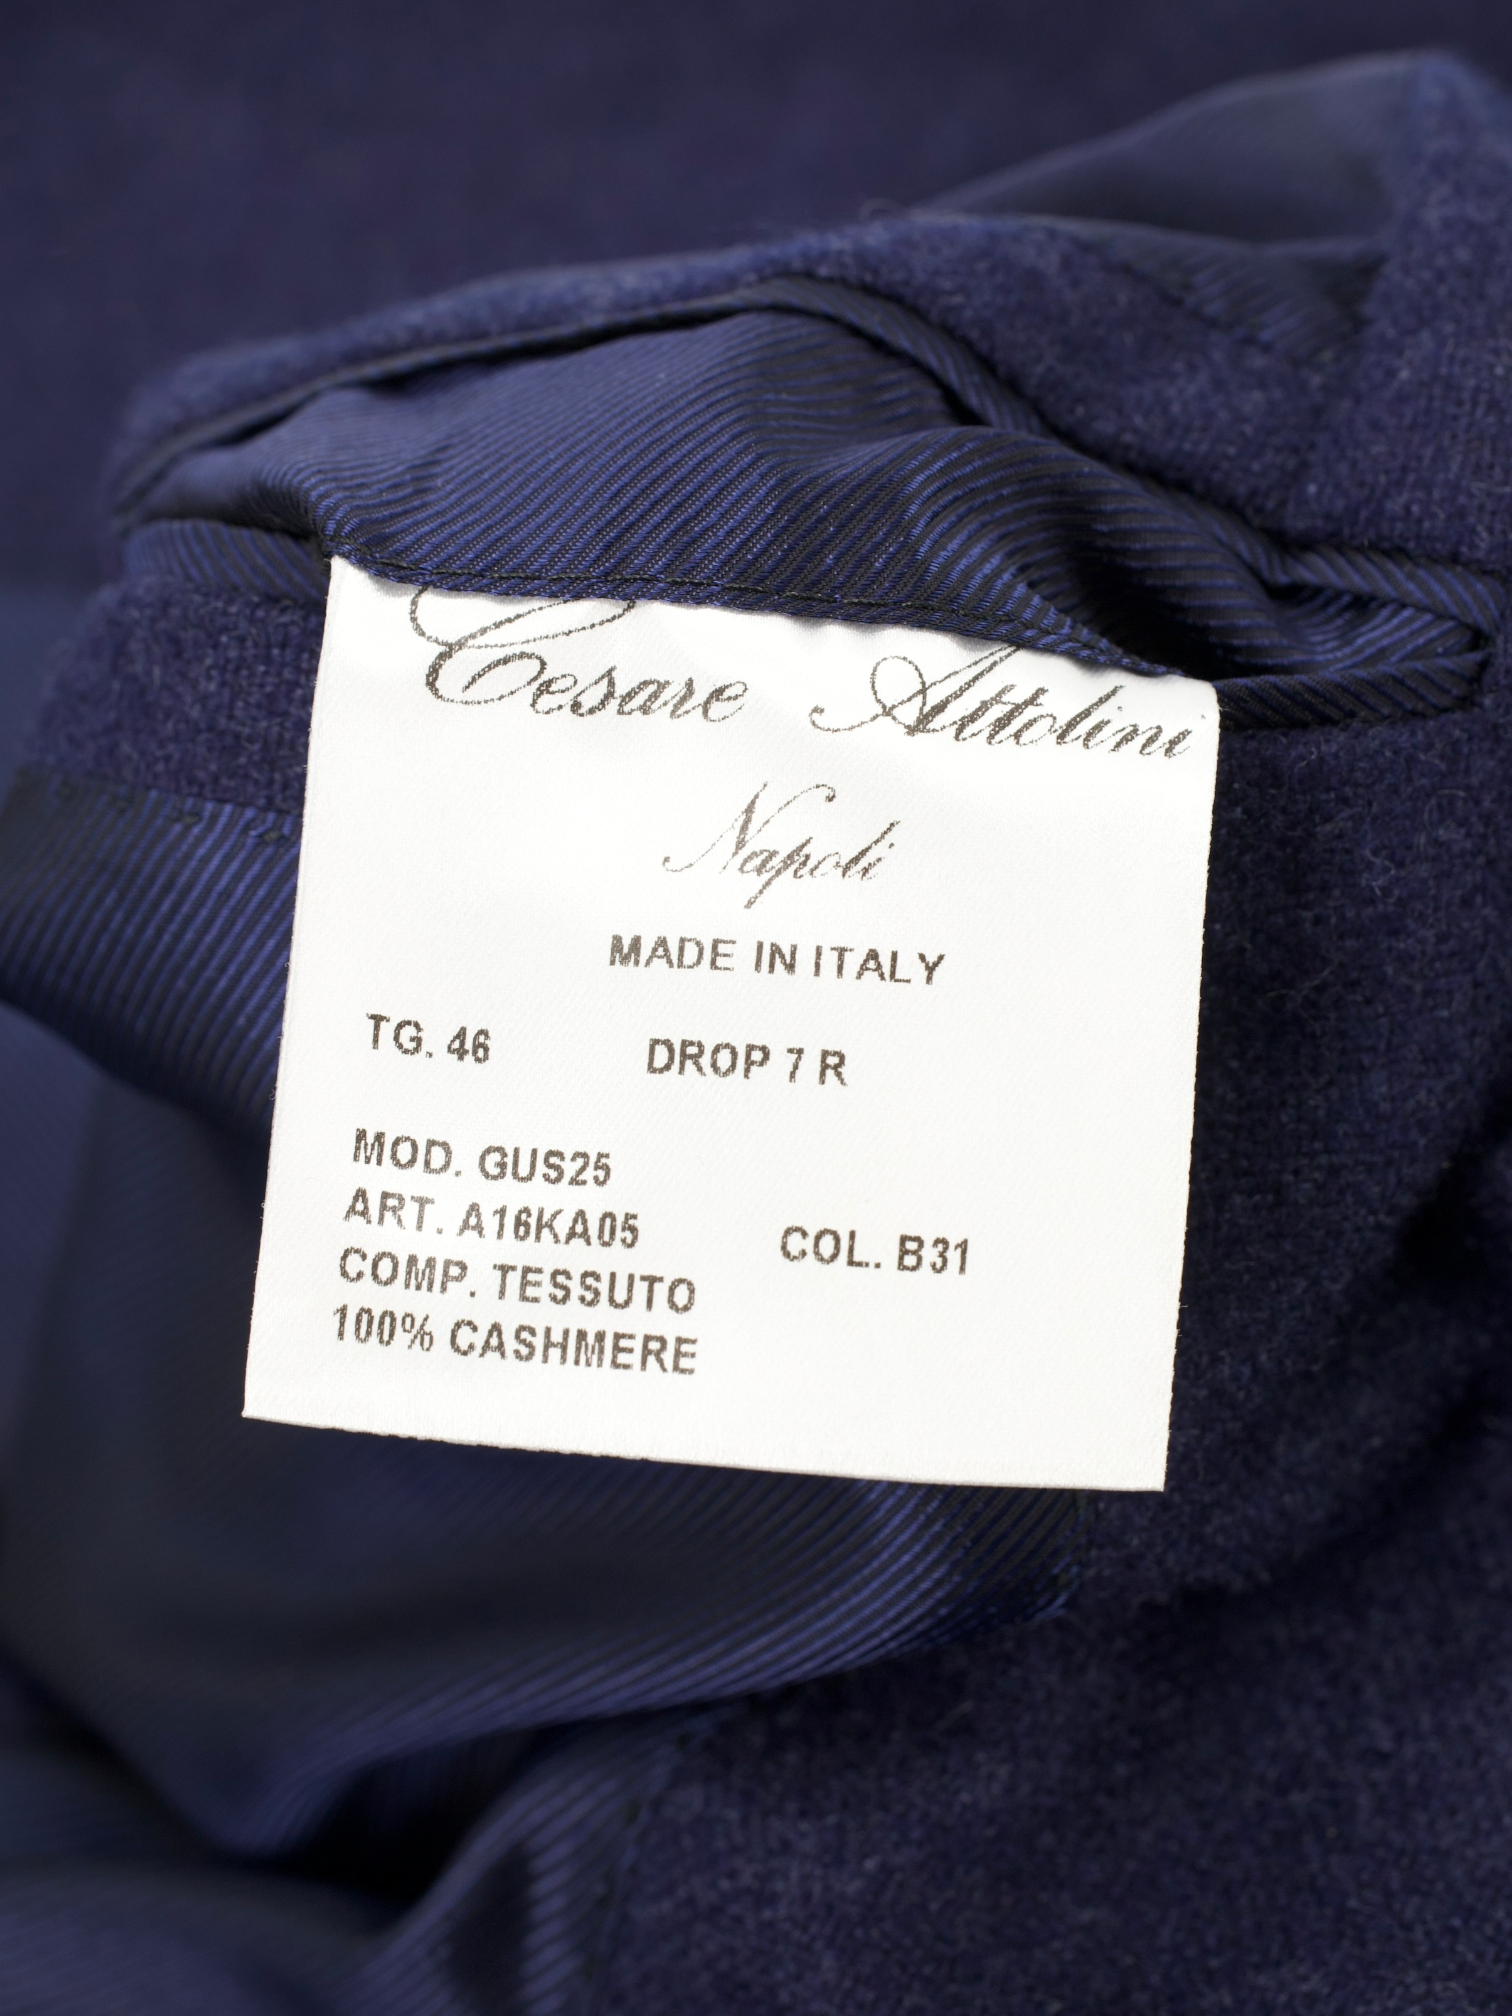 Cesare Attolini
Napoli
MADE IN ITALY
TG. 46 DROP 7 R
MOD. GUS25
ART. A16KA05 COL. B31
COMP. TESSUTO
100% CASHMERE